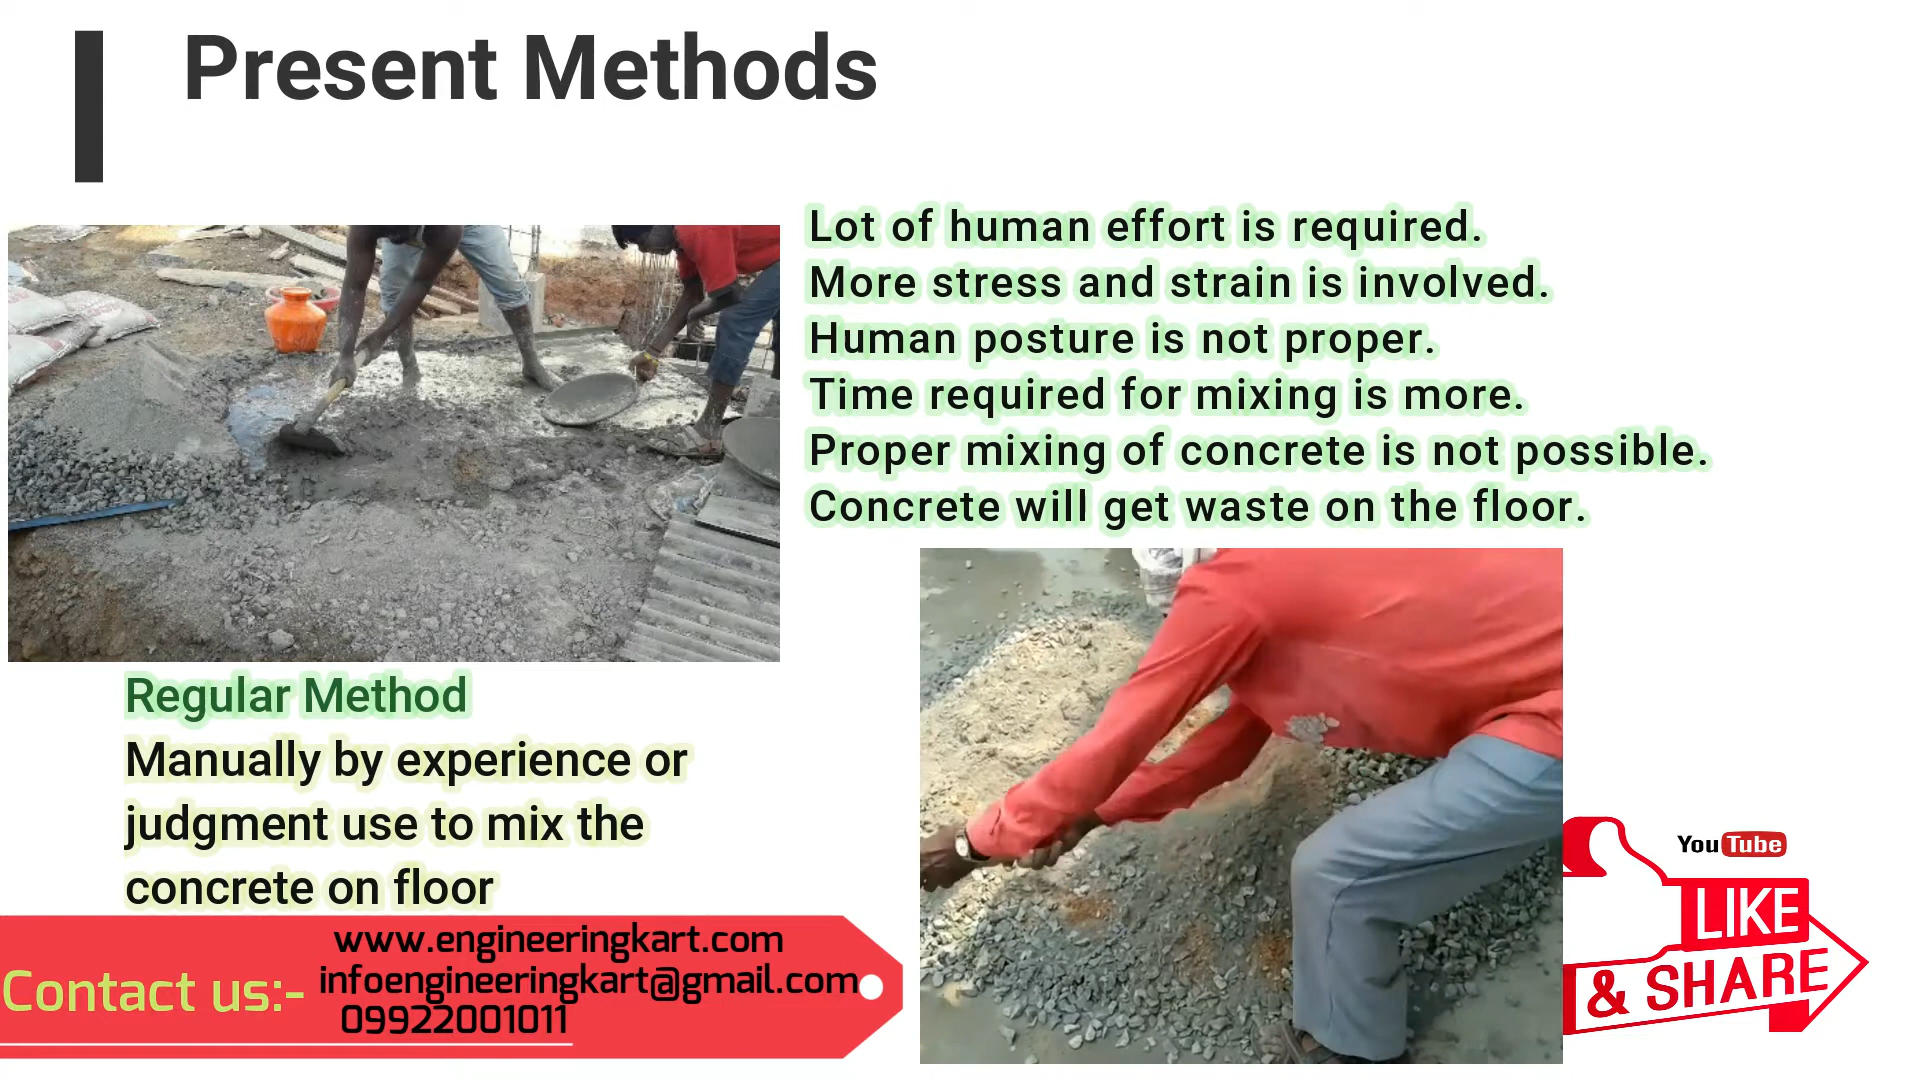 Present Methods
Lot of human effort is required.
More stress and strain is involved.
Human posture is not proper.
Time required for mixing is more.
Proper mixing of concrete is not possible.
Concrete will get waste on the floor.
Regular Method
Manually by experience or
judgment use to mix the
concrete on floor
Contact us:-
www.engineeringkart.com
infoengineeringkart@gmail.com
09922001011
YouTube
LIKE
& SHARE